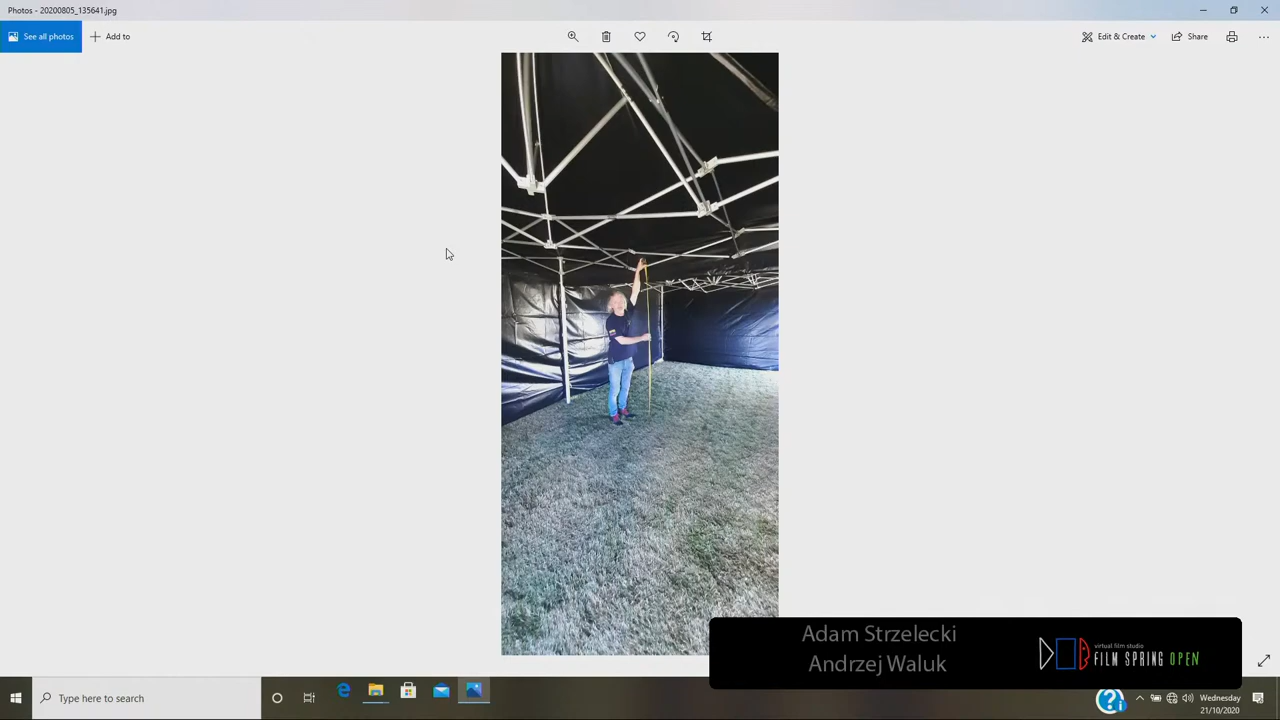 Photos - 20200805_135641.jpg
See all photos
Add to
Edit & Create
Share
Adam Strzelecki
Andrzej Waluk
virtual film studio
FILM SPRING OPEN
Type here to search
Wednesday
21/10/2020